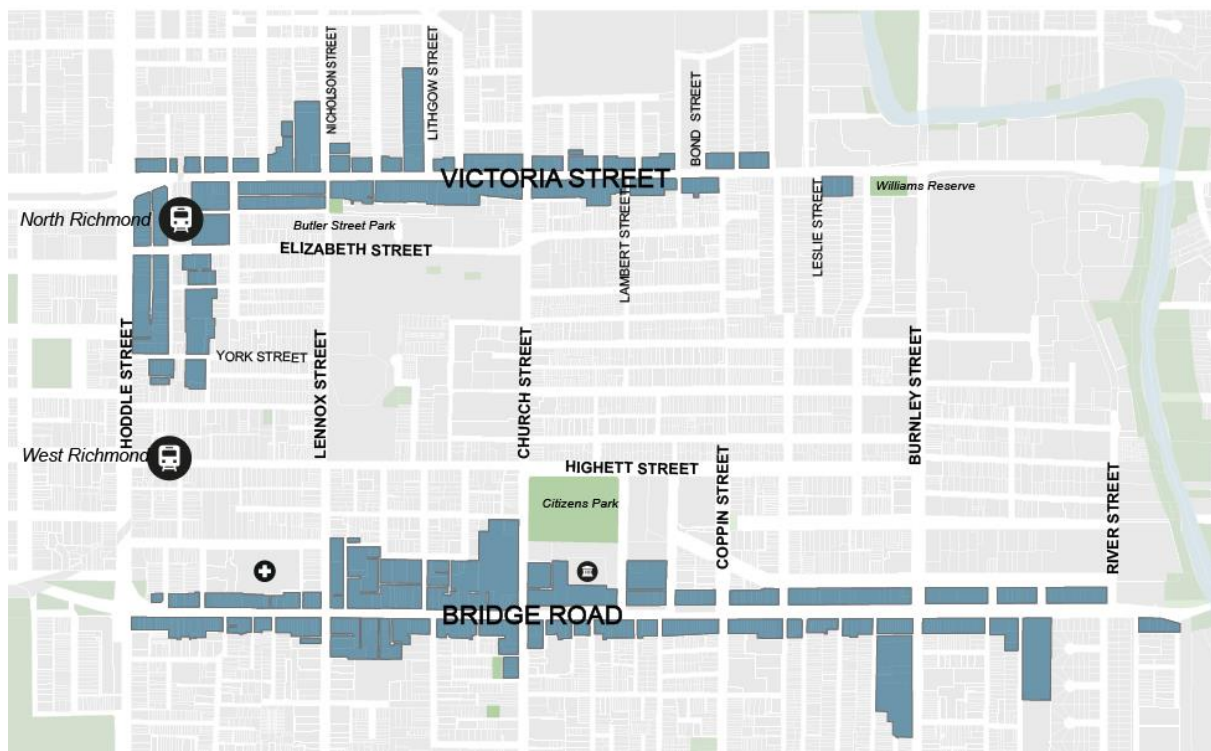 NICHOLSON STREET
LITHGOW STREET
BOND STREET
VICTORIA STREET
LESLIE STREET
Williams Reserve
North Richmond
Butler Street Park
ELIZABETH STREET
LAMBERT STREET
HODDLE STREET
YORK STREET
LENNOX STREET
CHURCH STREET
BURNLEY STREET
West Richmond
HIGHETT STREET
Citizens Park
COPPIN STREET
RIVER STREET
BRIDGE ROAD